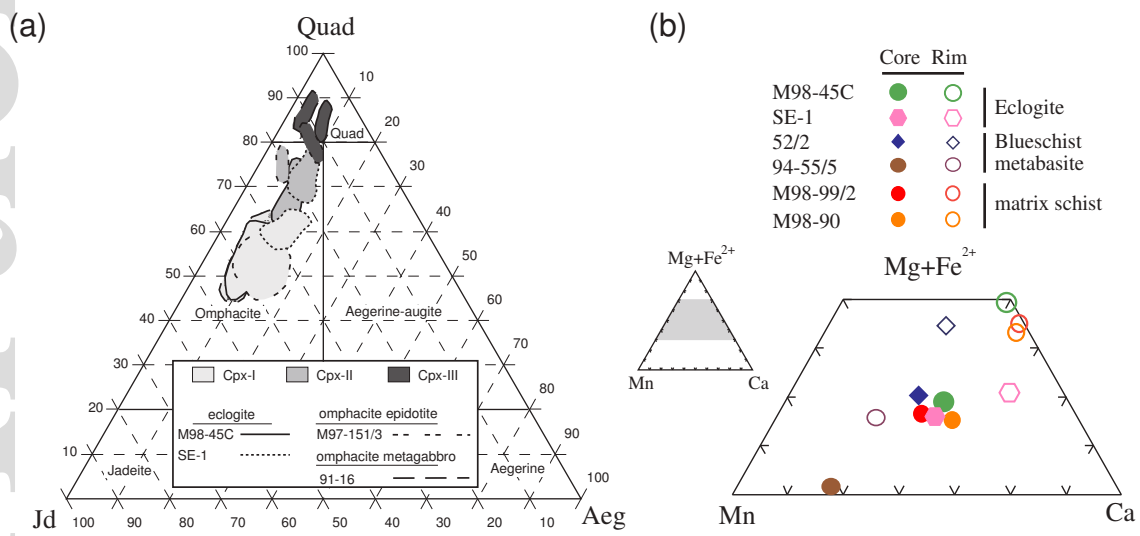 (a)
Quad
100
10
90
20
Quad
80
30
70
40
60
50
50
60
Omphacite
Aegerine-augite
40
70
30
Cpx-I
Cpx-II
Cpx-III
80
20
eclogite
omphacite epidotite
M98-45C
M97-151/3
90
SE-1
omphacite metagabbro
10
Jadeite
91-16
Aegerine
100
Jd
100
90
80
70
60
50
40
30
20
10
Aeg
(b)
Core Rim
M98-45C
SE-1
Eclogite
52/2
94-55/5
Blueschist
metabasite
M98-99/2
M98-90
matrix schist
Mg+Fe2+
Mn
Ca
Mg+Fe2+
Mn
Ca